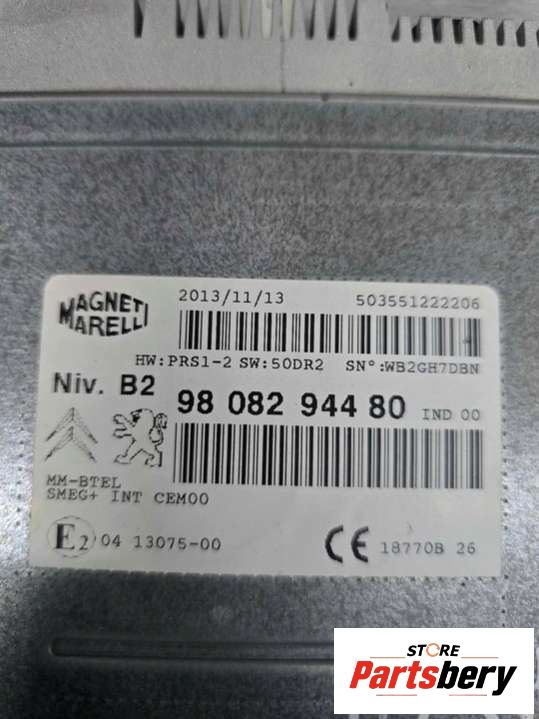 MAGNETI
MARELLI
2013/11/13 503551222206
HW:PRS1-2 SW:50DR2 SN°:WB2GH7DBN
Niv. B2
98 082 944 80 IND 00
MM-BTEL
SMEG+ INT CEM00
E2 04 13075-00
CE 18770B 26
STORE
Partsbery